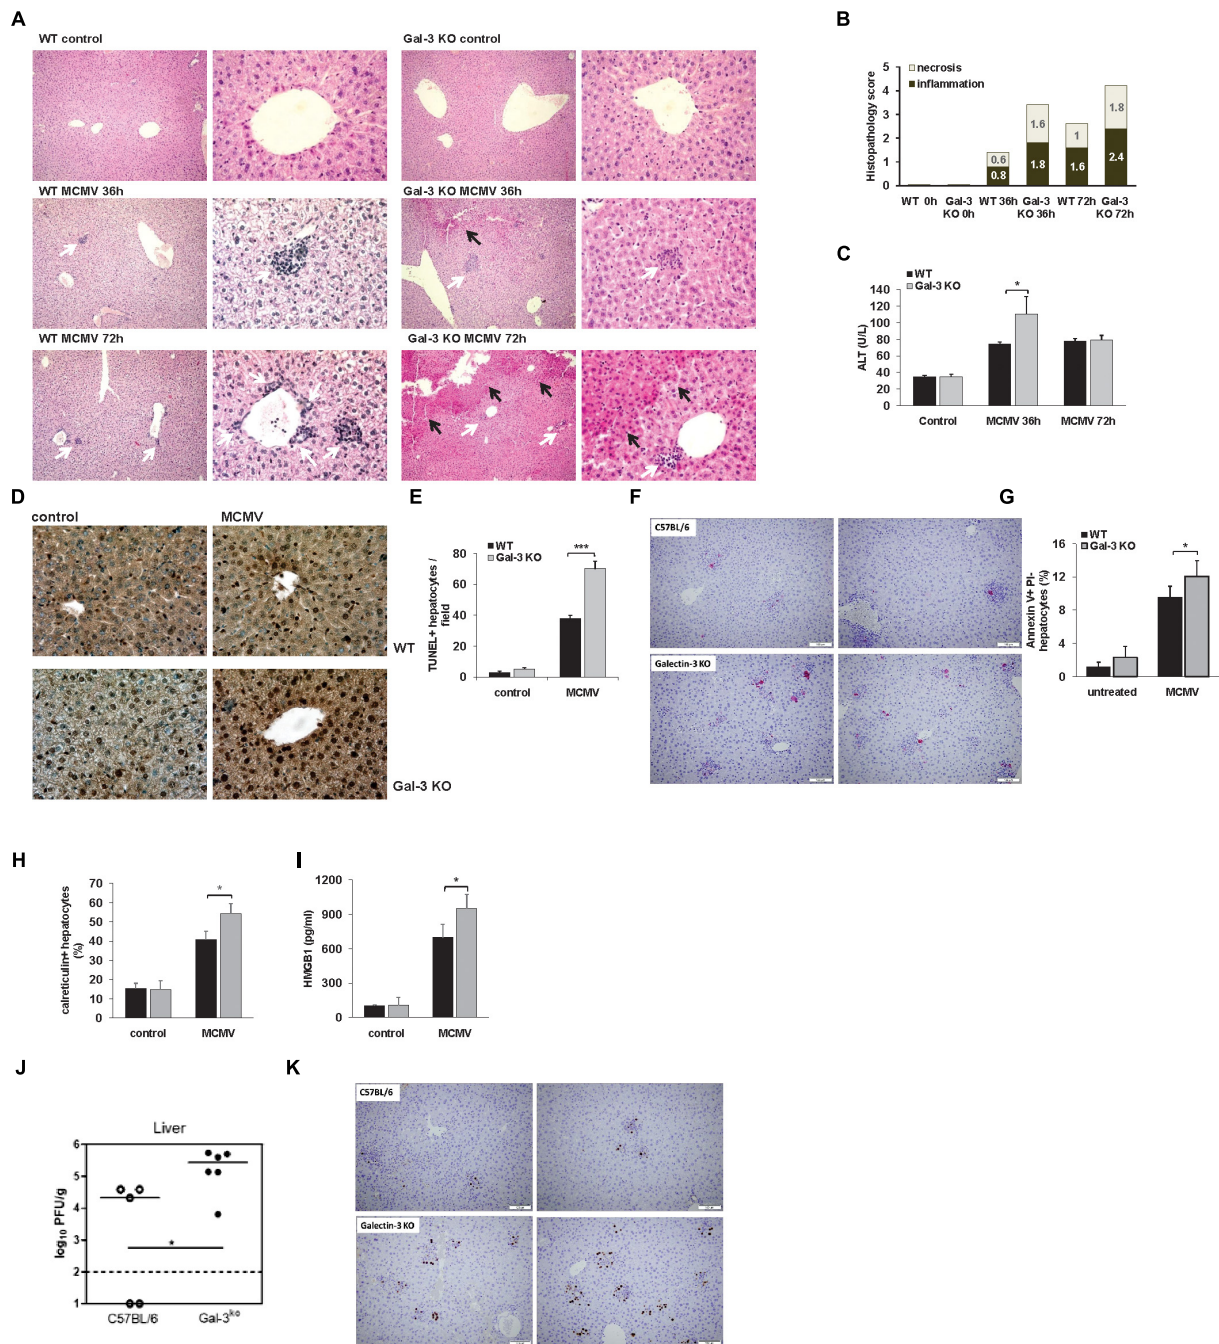 A
WT control
Gal-3 KO control
WT MCMV 36h
Gal-3 KO MCMV 36h
WT MCMV 72h
Gal-3 KO MCMV 72h
B
Histopathology score
5
4
3
2
1
0
necrosis
inflammation
0.6
0.8
1.6
1.8
1
1.6
1.8
2.4
WT 0h
Gal-3 KO 0h
WT 36h
Gal-3 KO 36h
WT 72h
Gal-3 KO 72h
C
WT
Gal-3 KO
ALT (U/L)
140
120
100
80
60
40
20
0
*
Control
MCMV 36h
MCMV 72h
D
control
MCMV
WT
Gal-3 KO
E
WT
Gal-3 KO
TUNEL+ hepatocytes / field
80
60
40
20
0
***
control
MCMV
F
C57BL/6
Galectin-3 KO
G
WT
Gal-3 KO
Annexin V+ PI- hepatocytes (%)
16
12
8
4
0
*
untreated
MCMV
H
calreticulin+ hepatocytes (%)
70
60
50
40
30
20
10
0
*
control
MCMV
I
HMGB1 (pg/ml)
1200
900
600
300
0
*
control
MCMV
J
Liver
log10 PFU/g
6
5
4
3
2
1
*
C57BL/6
Gal-3ko
K
C57BL/6
Galectin-3 KO